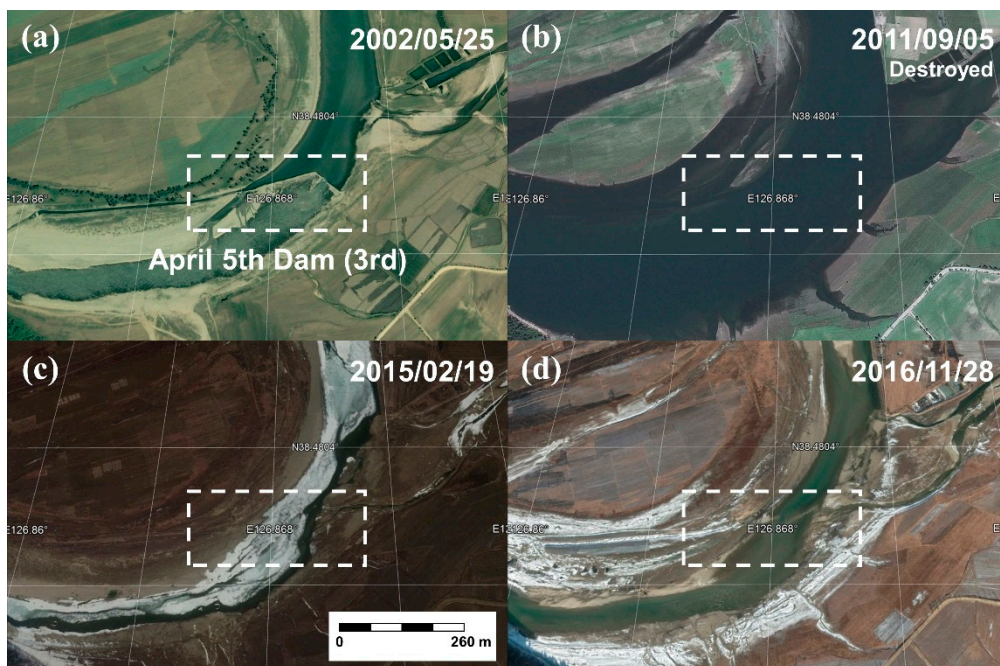 (a)
2002/05/25
N38.4804°
E126.86°
E126.868°
April 5th Dam (3rd)
(b)
2011/09/05
Destroyed
N38.4804°
E126.86°
E126.868°
E1
(c)
2015/02/19
N38.4804°
E126.86°
E126.868°
0
260 m
(d)
2016/11/28
N38.4804°
E126.86°
E126.868°
E1